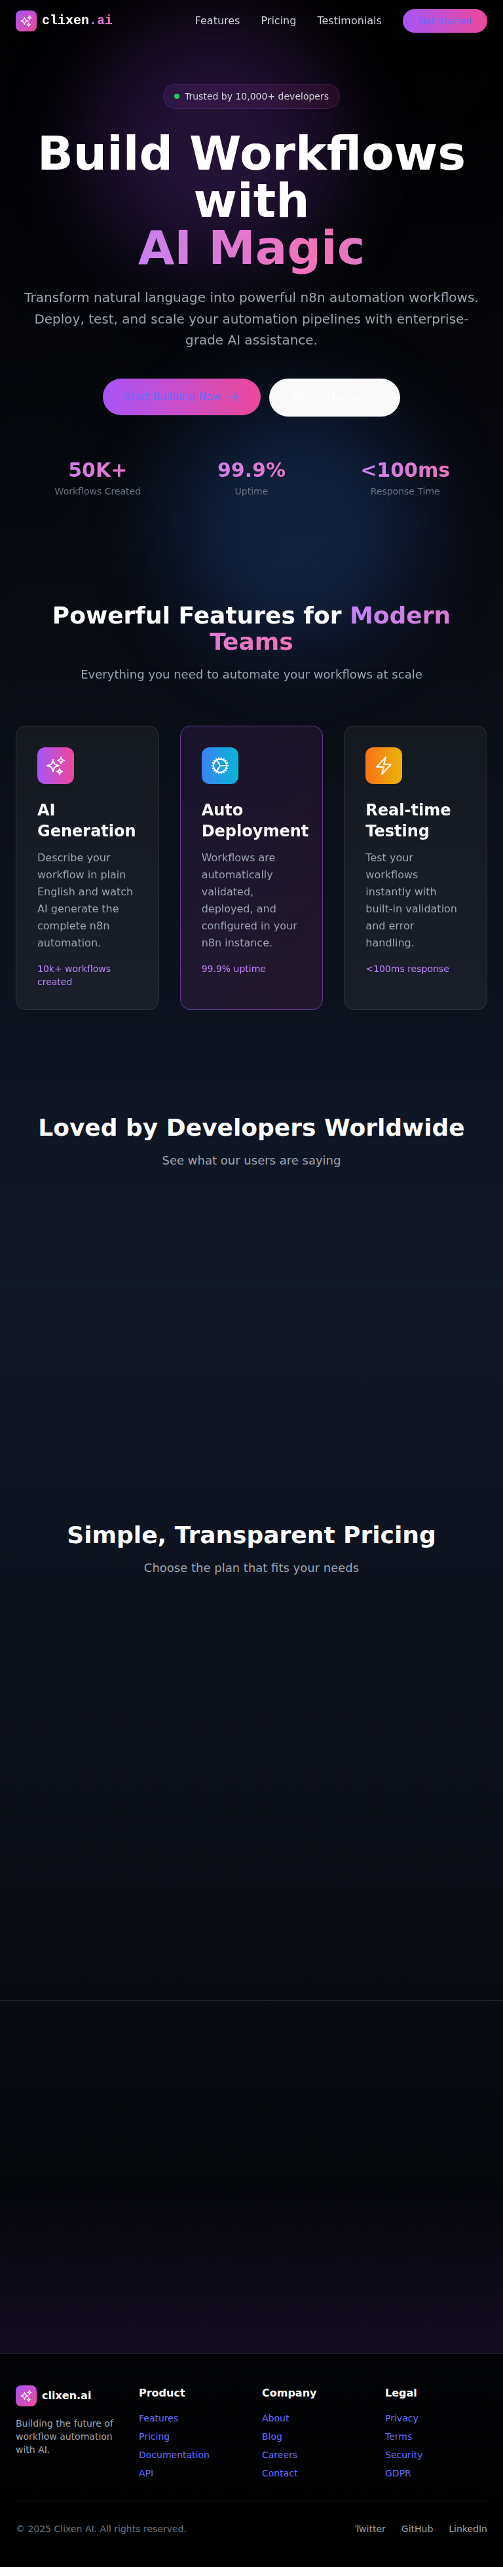 clixen.ai
Features
Pricing
Testimonials
Get Started
Trusted by 10,000+ developers
Build Workflows
with
AI Magic
Transform natural language into powerful n8n automation workflows.
Deploy, test, and scale your automation pipelines with enterprise-
grade AI assistance.
Start Building Now →
50K+
Workflows Created
99.9%
Uptime
<100ms
Response Time
Powerful Features for Modern
Teams
Everything you need to automate your workflows at scale
AI
Generation
Describe your
workflow in plain
English and watch
AI generate the
complete n8n
automation.
10k+ workflows
created
Auto
Deployment
Workflows are
automatically
validated,
deployed, and
configured in your
n8n instance.
99.9% uptime
Real-time
Testing
Test your
workflows
instantly with
built-in validation
and error
handling.
<100ms response
Loved by Developers Worldwide
See what our users are saying
Simple, Transparent Pricing
Choose the plan that fits your needs
clixen.ai
Building the future of
workflow automation
with AI.
Product
Features
Pricing
Documentation
API
Company
About
Blog
Careers
Contact
Legal
Privacy
Terms
Security
GDPR
© 2025 Clixen AI. All rights reserved.
Twitter
GitHub
LinkedIn